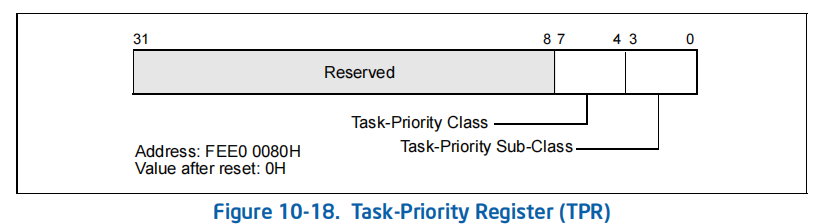 31 8 7 4 3 0
Reserved
Task-Priority Class
Task-Priority Sub-Class
Address: FEE0 0080H
Value after reset: 0H
Figure 10-18. Task-Priority Register (TPR)